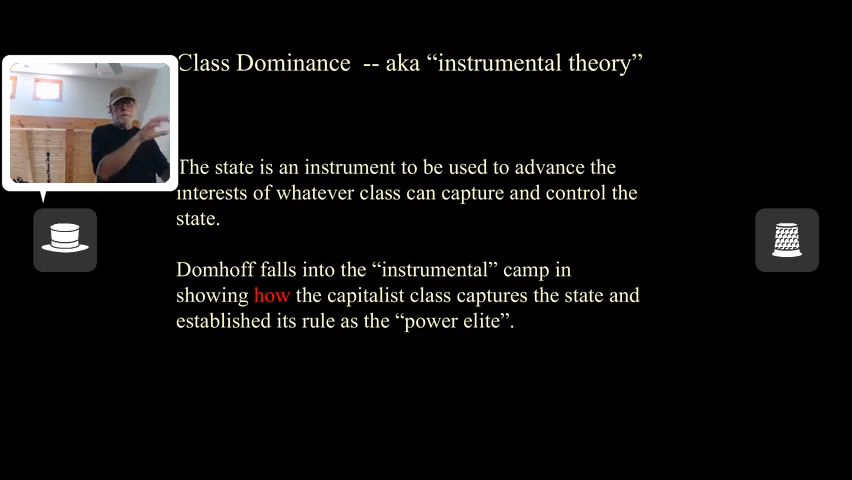 Class Dominance -- aka “instrumental theory”
The state is an instrument to be used to advance the
interests of whatever class can capture and control the
state.
Domhoff falls into the “instrumental” camp in
showing how the capitalist class captures the state and
established its rule as the “power elite”.